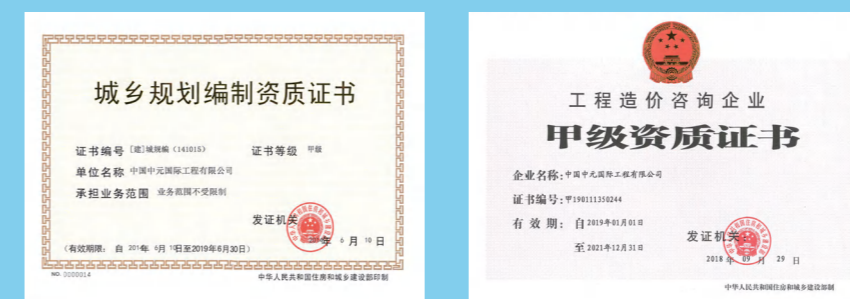 城乡规划编制资质证书
证书编号 [建]城规编（141015） 证书等级 甲级
单位名称 中国中元国际工程有限公司
承担业务范围 业务范围不受限制
发证机关
6 月 10 日
（有效期限： 自 2014年 6月 10日至2019年6月30日）
NO. 0000014
中华人民共和国住房和城乡建设部印制
工程造价咨询企业
甲级资质证书
企业名称：中国中元国际工程有限公司
证书编号：甲190111350244
有 效 期： 自2019年01月01日
至2021年12月31日
发证机关
2018 年 09 月 29 日
中华人民共和国住房和城乡建设部制